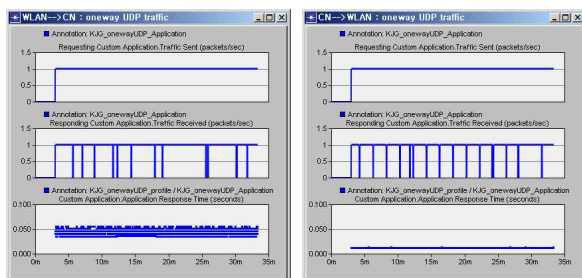 WLAN-->CN : oneway UDP traffic
Annotation: KJG_onewayUDP_Application
Requesting Custom Application.Traffic Sent (packets/sec)
1.5
1
0.5
0
Annotation: KJG_onewayUDP_Application
Responding Custom Application.Traffic Received (packets/sec)
1.5
1
0.5
0
Annotation: KJG_onewayUDP_profile / KJG_onewayUDP_Application
Custom Application.Application Response Time (seconds)
0.100
0.050
0.000
0m 5m 10m 15m 20m 25m 30m 35m
CN-->WLAN : oneway UDP traffic
Annotation: KJG_onewayUDP_Application
Requesting Custom Application.Traffic Sent (packets/sec)
1.5
1
0.5
0
Annotation: KJG_onewayUDP_Application
Responding Custom Application.Traffic Received (packets/sec)
1.5
1
0.5
0
Annotation: KJG_onewayUDP_profile / KJG_onewayUDP_Application
Custom Application.Application Response Time (seconds)
0.100
0.050
0.000
0m 5m 10m 15m 20m 25m 30m 35m